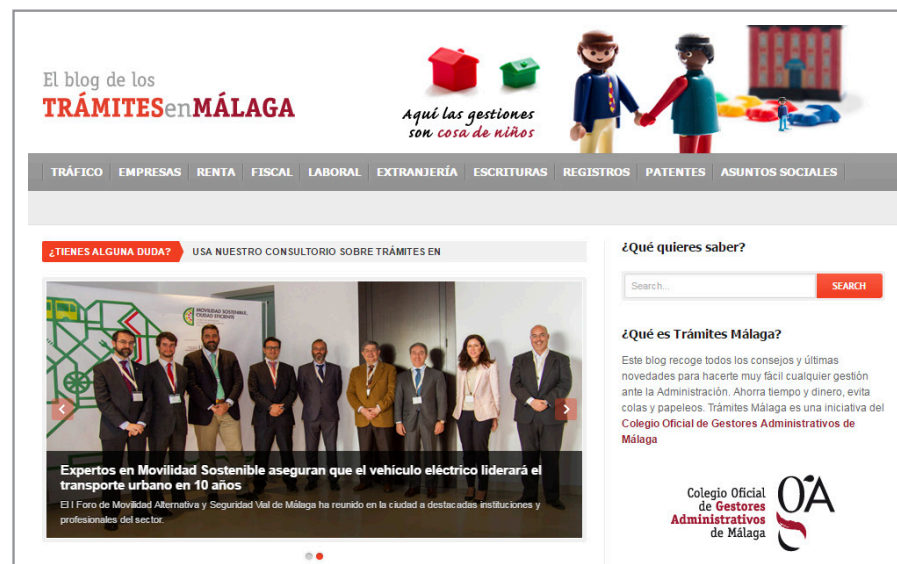 El blog de los
TRÁMITESenMÁLAGA
Aquí las gestiones
son cosa de niños
TRÁFICO EMPRESAS RENTA FISCAL LABORAL EXTRANJERÍA ESCRITURAS REGISTROS PATENTES ASUNTOS SOCIALES
¿TIENES ALGUNA DUDA? USA NUESTRO CONSULTORIO SOBRE TRÁMITES EN
MOVILIDAD SOSTENIBLE,
CIUDAD EFICIENTE
Expertos en Movilidad Sostenible aseguran que el vehículo eléctrico liderará el
transporte urbano en 10 años
El I Foro de Movilidad Alternativa y Seguridad Vial de Málaga ha reunido en la ciudad a destacadas instituciones y
profesionales del sector.
¿Qué quieres saber?
Search... SEARCH
¿Qué es Trámites Málaga?
Este blog recoge todos los consejos y últimas
novedades para hacerte muy fácil cualquier gestión
ante la Administración. Ahorra tiempo y dinero, evita
colas y papeleos. Trámites Málaga es una iniciativa del
Colegio Oficial de Gestores Administrativos de
Málaga
Colegio Oficial
de Gestores
Administrativos
de Málaga
GA